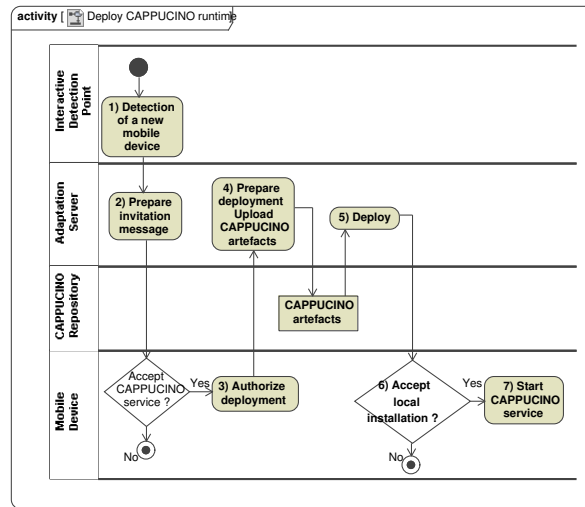 activity [ Deploy CAPPUCINO runtime
Interactive
Detection
Point
1) Detection
of a new
mobile
device
Adaptation
Server
2) Prepare
invitation
message
4) Prepare
deployment
Upload
CAPPUCINO
artefacts
5) Deploy
CAPPUCINO
Repository
CAPPUCINO
artefacts
Mobile
Device
Accept
CAPPUCINO
service ?
Yes
3) Authorize
deployment
No
6) Accept
local
installation ?
Yes
7) Start
CAPPUCINO
service
No